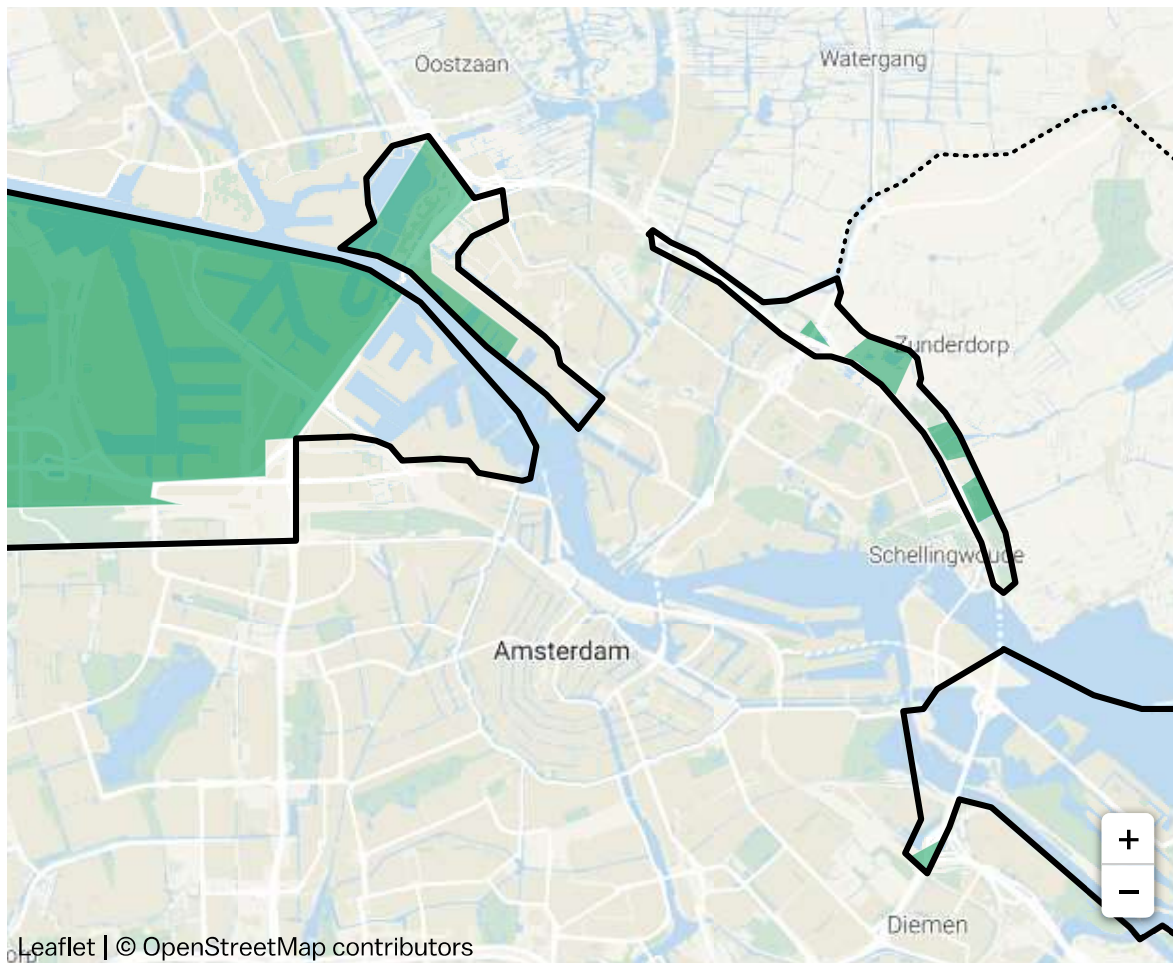 Oostzaan
Watergang
Zunderdorp
Schellingwoude
Amsterdam
+
−
Diemen
Leaflet | © OpenStreetMap contributors